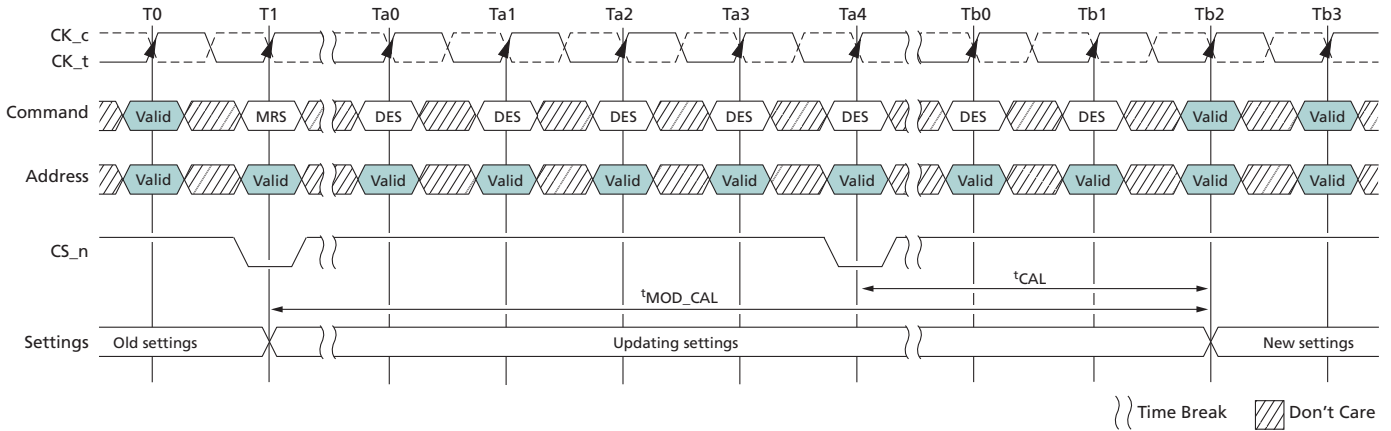 T0 T1 Ta0 Ta1 Ta2 Ta3 Ta4 Tb0 Tb1 Tb2 Tb3
CK_c
CK_t
Command Valid MRS DES DES DES DES DES DES DES Valid Valid
Address Valid Valid Valid Valid Valid Valid Valid Valid Valid Valid Valid
CS_n
tCAL
tMOD_CAL
Settings Old settings Updating settings New settings
Time Break Don't Care